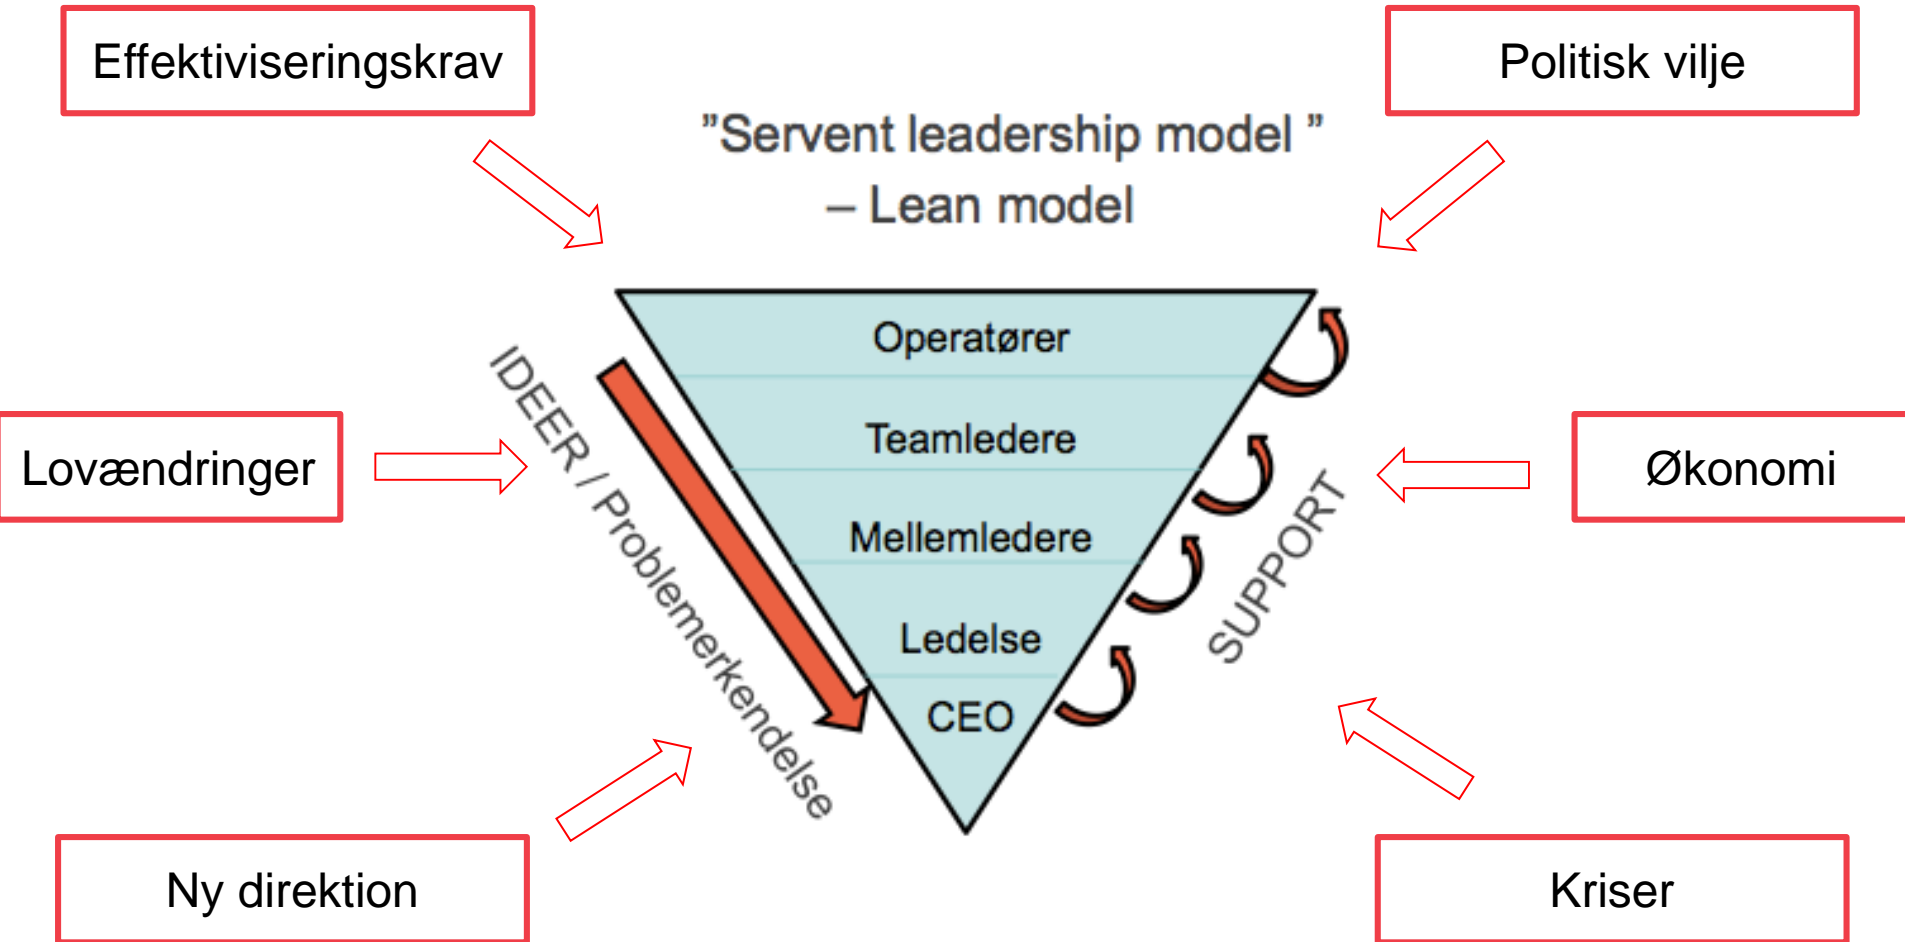 Effektiviseringskrav
Politisk vilje
”Servent leadership model ”
– Lean model
Operatører
Teamledere
Mellemledere
Ledelse
CEO
IDEER / Problemerkendelse
SUPPORT
Lovændringer
Økonomi
Ny direktion
Kriser